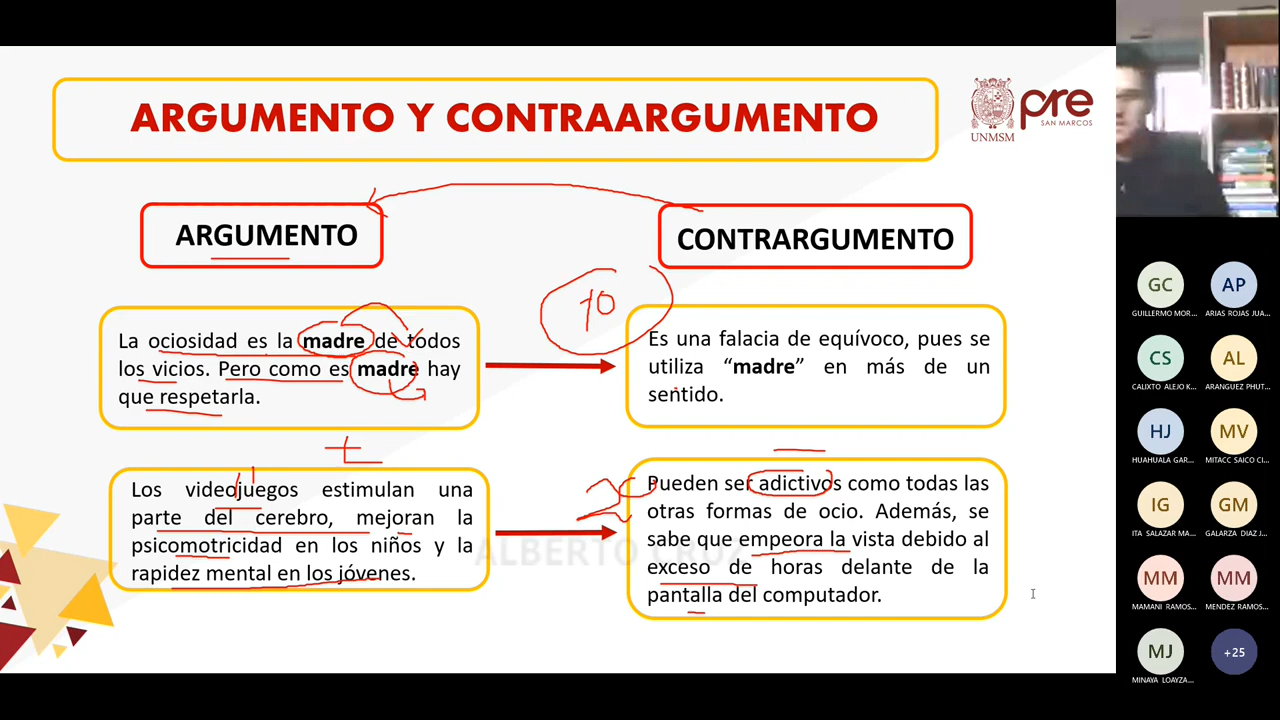 ARGUMENTO Y CONTRAARGUMENTO
UNMSM
pre
SAN MARCOS
ARGUMENTO
CONTRARGUMENTO
La ociosidad es la madre de todos
los vicios. Pero como es madre hay
que respetarla.
Es una falacia de equívoco, pues se
utiliza “madre” en más de un
sentido.
Los videojuegos estimulan una
parte del cerebro, mejoran la
psicomotricidad en los niños y la
rapidez mental en los jóvenes.
Pueden ser adictivos como todas las
otras formas de ocio. Además, se
sabe que empeora la vista debido al
exceso de horas delante de la
pantalla del computador.
ALBERTO CRUZ
GC
GUILLERMO MOR...
AP
ARIAS ROJAS JUA...
CS
CALIXTO ALEJO K...
AL
ARANGUEZ PHUT...
HJ
HUAHUALA GAR...
MV
MITACC SAICO CI...
IG
ITA SALAZAR MA...
GM
GALARZA DIAZ J...
MM
MAMANI RAMOS...
MM
MENDEZ RAMOS...
MJ
MINAYA LOAYZA...
+25